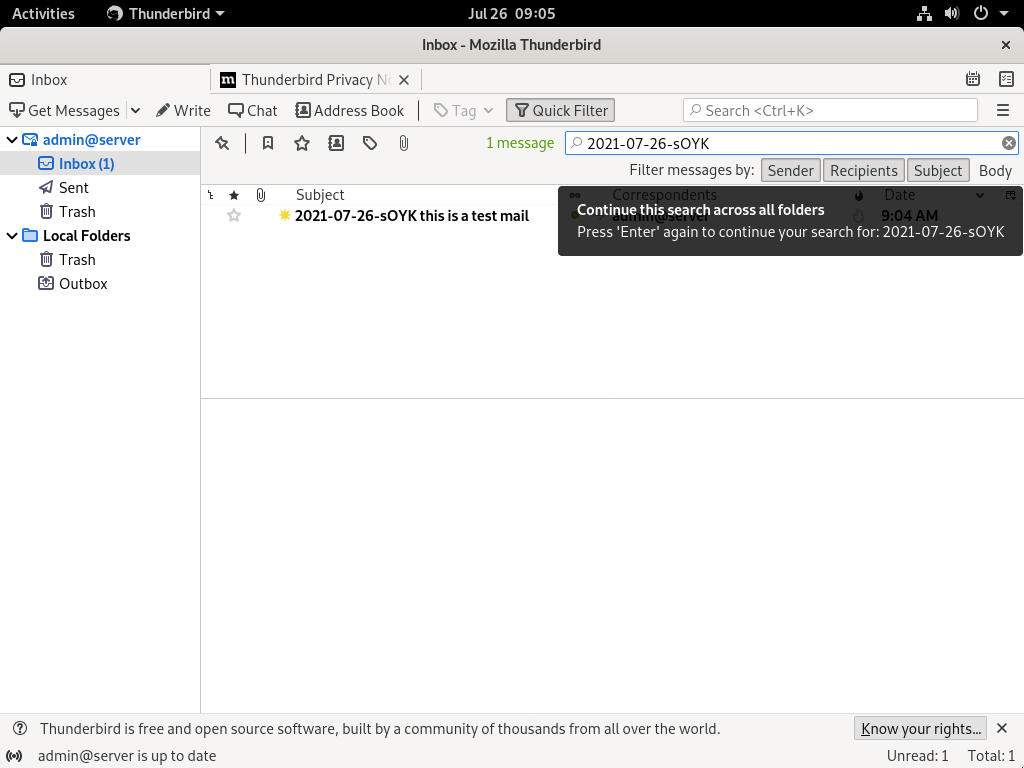 Activities
Thunderbird
Jul 26 09:05
Inbox - Mozilla Thunderbird
Inbox
m Thunderbird Privacy No
Get Messages
Write
Chat
Address Book
Tag
Quick Filter
Search <Ctrl+K>
admin@server
Inbox (1)
Sent
Trash
Local Folders
Trash
Outbox
1 message
2021-07-26-sOYK
Filter messages by: Sender Recipients Subject Body
Subject Correspondents Date
2021-07-26-sOYK this is a test mail admin@server 9:04 AM
Continue this search across all folders
Press 'Enter' again to continue your search for: 2021-07-26-sOYK
Thunderbird is free and open source software, built by a community of thousands from all over the world.
Know your rights...
admin@server is up to date
Unread: 1 Total: 1